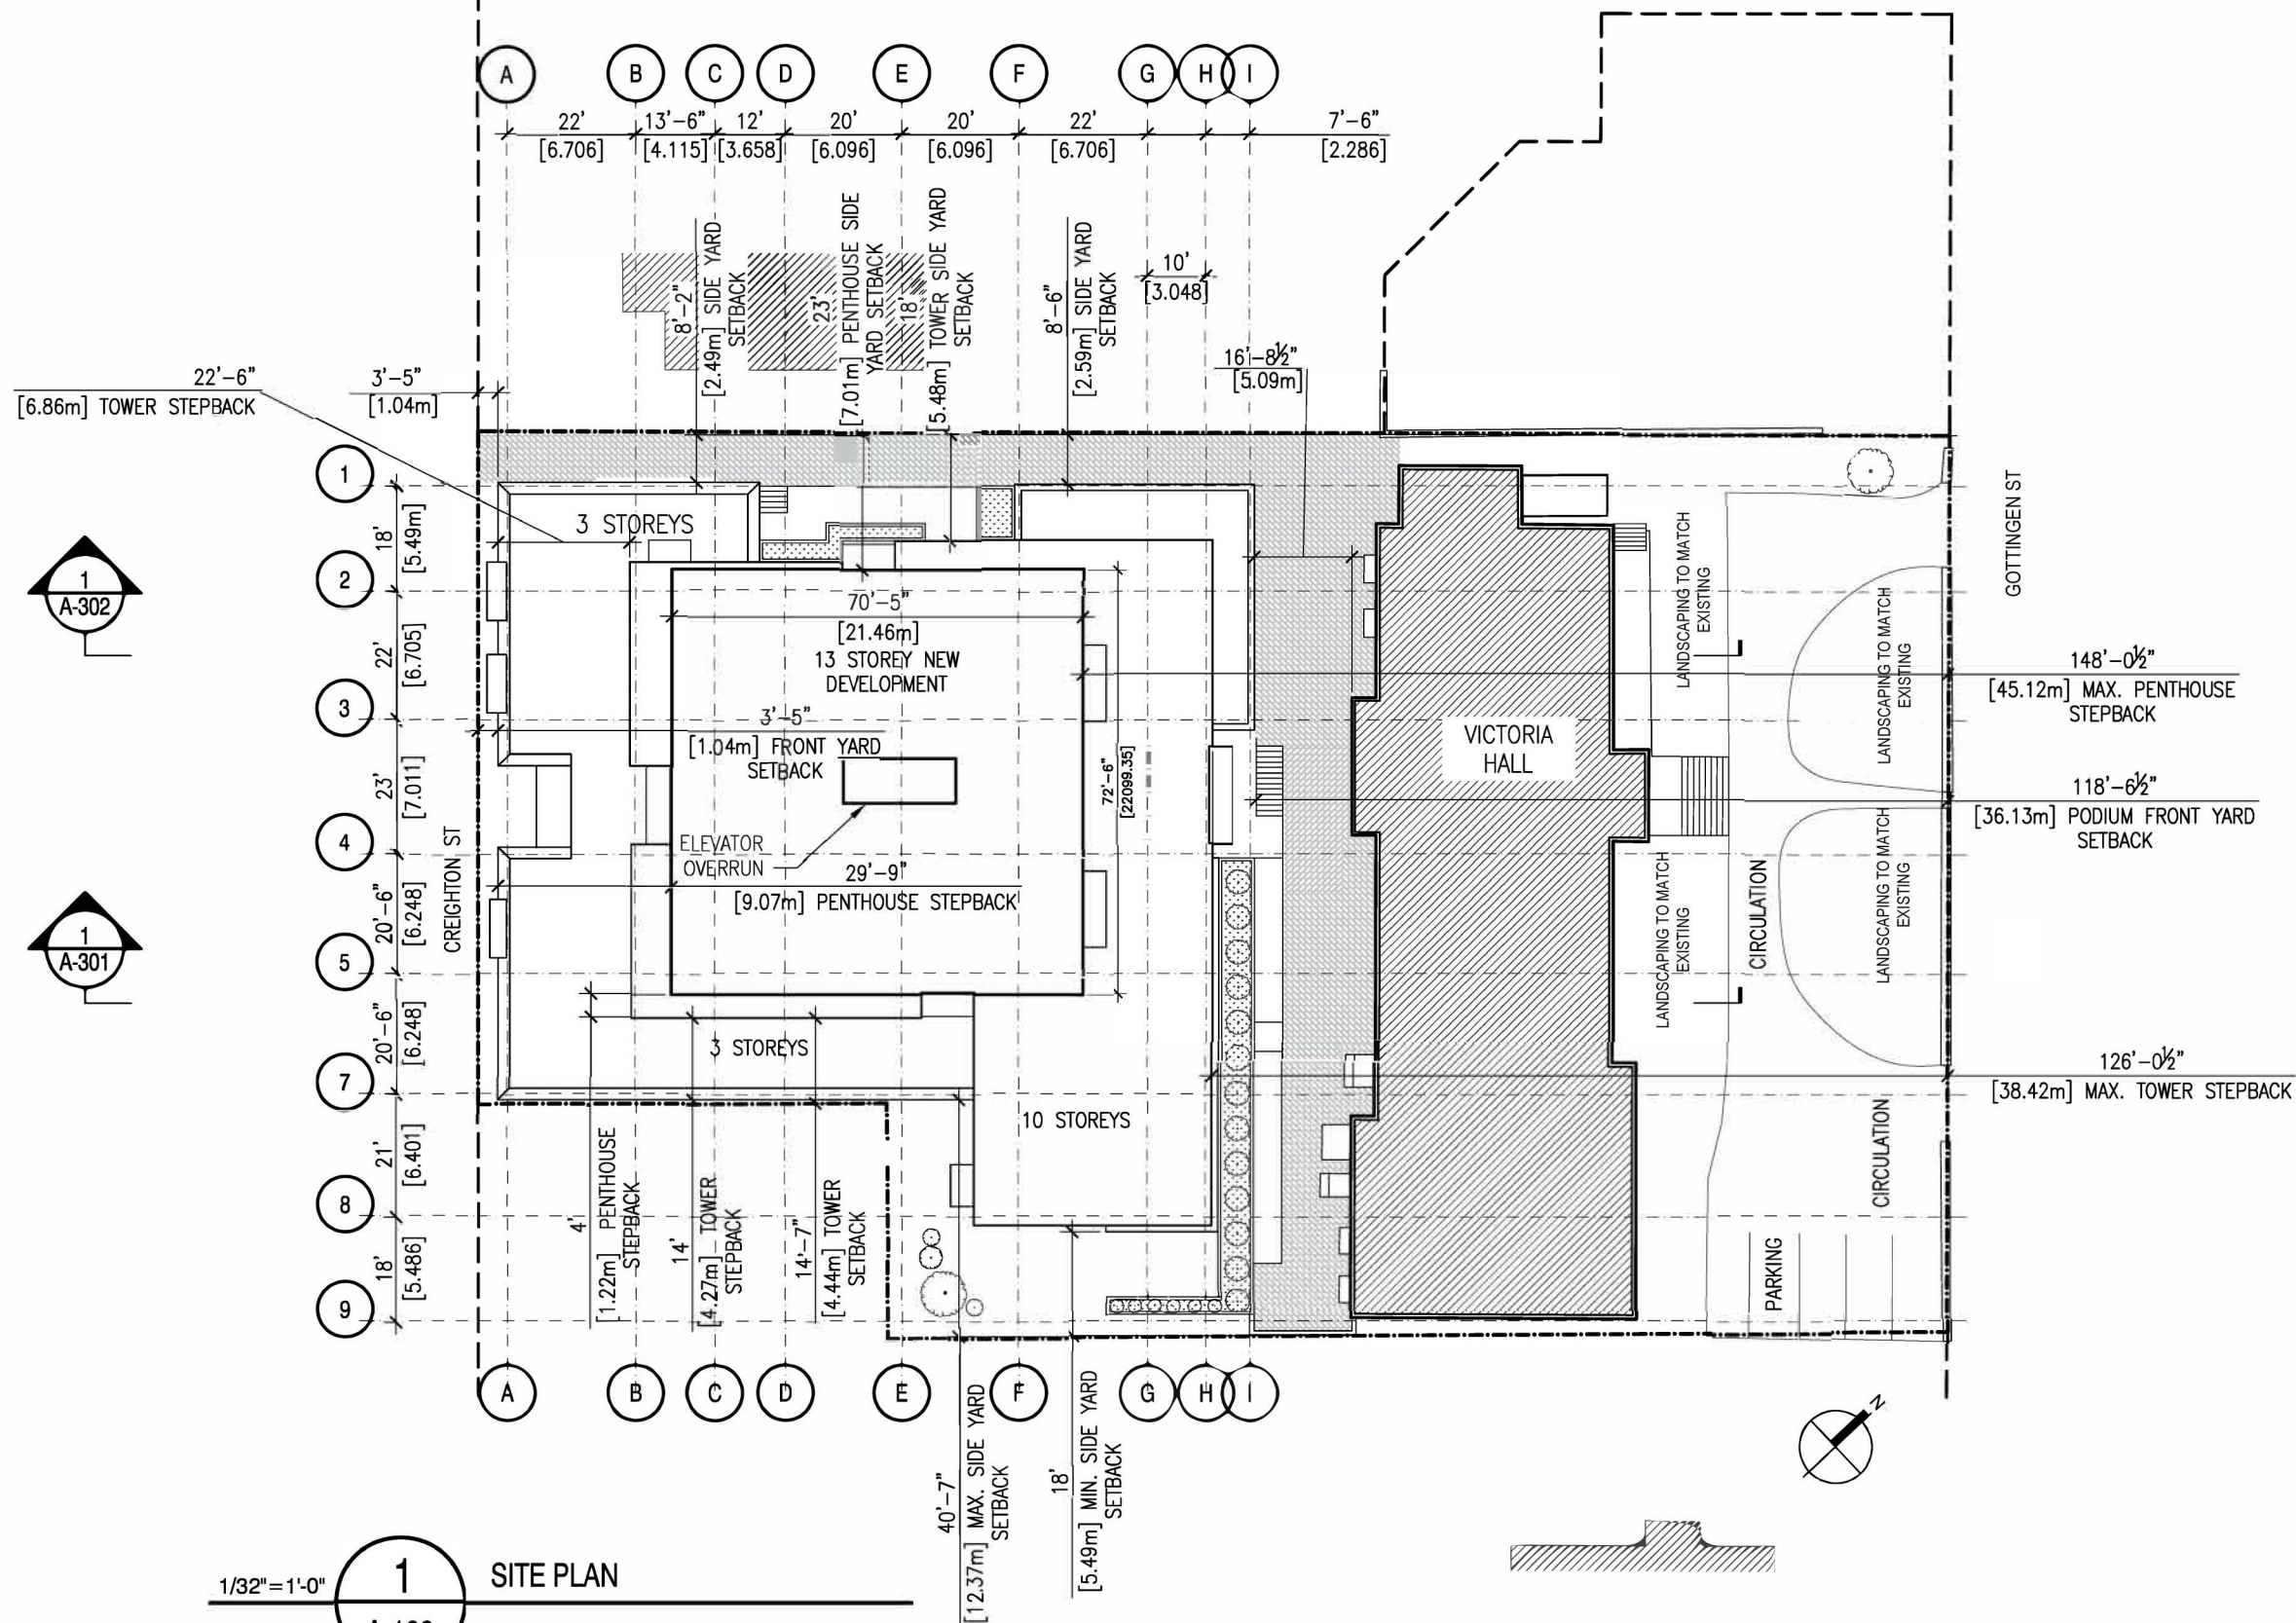 A B C D E F G H I
22' 13'-6" 12' 20' 20' 22' 7'-6"
[6.706] [4.115] [3.658] [6.096] [6.096] [6.706] [2.286]
8'-2"
[2.49m] SIDE YARD
SETBACK
23'
[7.01m] PENTHOUSE SIDE
YARD SETBACK
18'
[5.48m] TOWER SIDE YARD
SETBACK
8'-6"
[2.59m] SIDE YARD
SETBACK
10'
[3.048]
16'-8½"
[5.09m]
22'-6"
[6.86m] TOWER STEPBACK
3'-5"
[1.04m]
1
18'
[5.49m]
2
22'
[6.705]
3
23'
[7.011]
4
20'-6"
[6.248]
5
20'-6"
[6.248]
7
21'
[6.401]
8
18'
[5.486]
9
1
A-302
1
A-301
CREIGHTON ST
3 STOREYS
70'-5"
[21.46m]
13 STOREY NEW
DEVELOPMENT
3'-5"
[1.04m] FRONT YARD
SETBACK
ELEVATOR
OVERRUN
29'-9"
[9.07m] PENTHOUSE STEPBACK
72'-6"
[22099.35]
3 STOREYS
10 STOREYS
VICTORIA
HALL
LANDSCAPING TO MATCH
EXISTING
LANDSCAPING TO MATCH
EXISTING
LANDSCAPING TO MATCH
EXISTING
LANDSCAPING TO MATCH
EXISTING
CIRCULATION
CIRCULATION
PARKING
GOTTINGEN ST
148'-0½"
[45.12m] MAX. PENTHOUSE
STEPBACK
118'-6½"
[36.13m] PODIUM FRONT YARD
SETBACK
126'-0½"
[38.42m] MAX. TOWER STEPBACK
4'
[1.22m] PENTHOUSE
STEPBACK
14'
[4.27m] TOWER
STEPBACK
14'-7"
[4.44m] TOWER
SETBACK
A B C D E F G H I
40'-7"
[12.37m] MAX. SIDE YARD
SETBACK
18'
[5.49m] MIN. SIDE YARD
SETBACK
N
1/32"=1'-0"
1
SITE PLAN